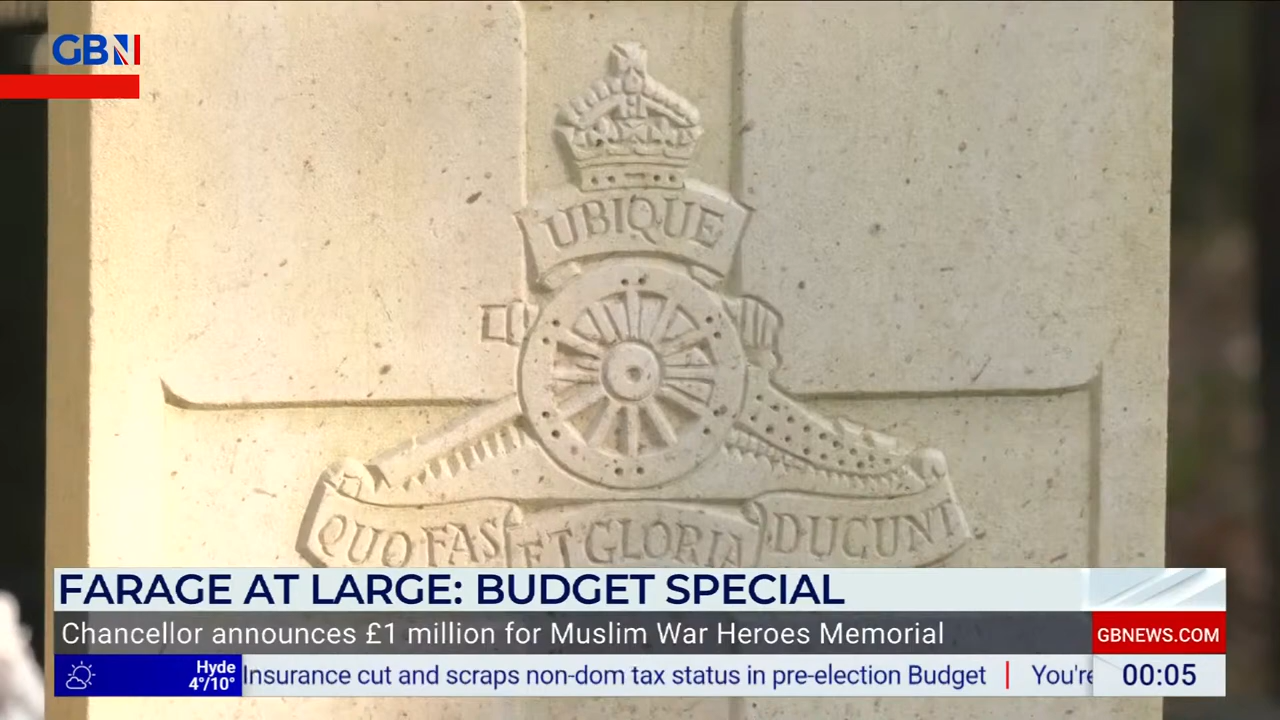 GBN
UBIQUE
QUO FAS ET GLORIA DUCUNT
FARAGE AT LARGE: BUDGET SPECIAL
Chancellor announces £1 million for Muslim War Heroes Memorial
GBNEWS.COM
Hyde
4°/10°
Insurance cut and scraps non-dom tax status in pre-election Budget | You're
00:05